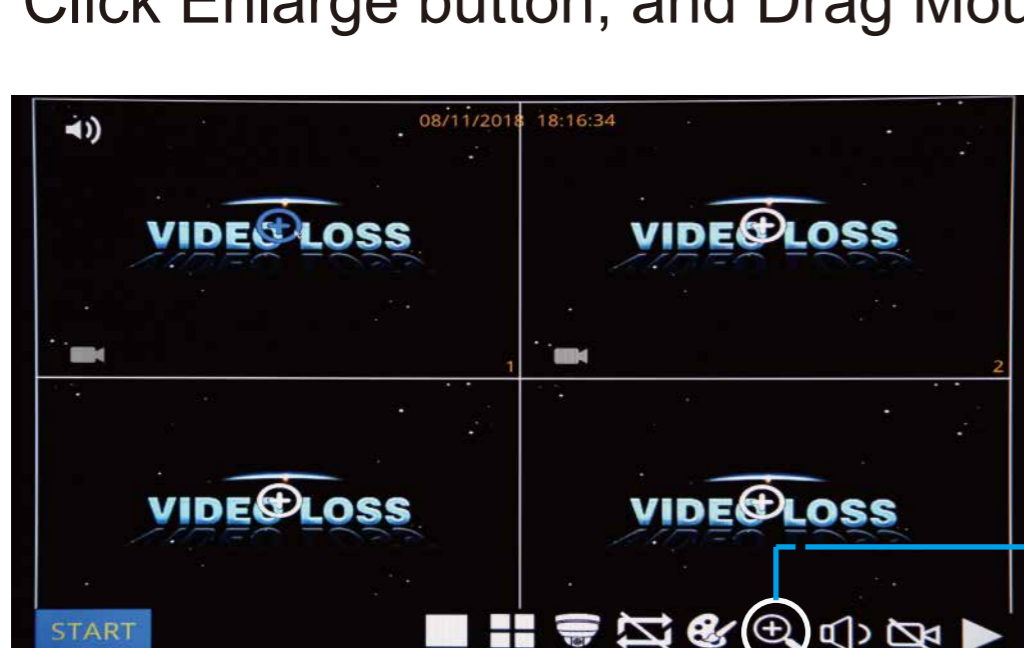 Click Enlarge button, and Drag Mou
08/11/2018 18:16:34
VIDEO LOSS
VIDEO LOSS
1
2
VIDEO LOSS
VIDEO LOSS
START